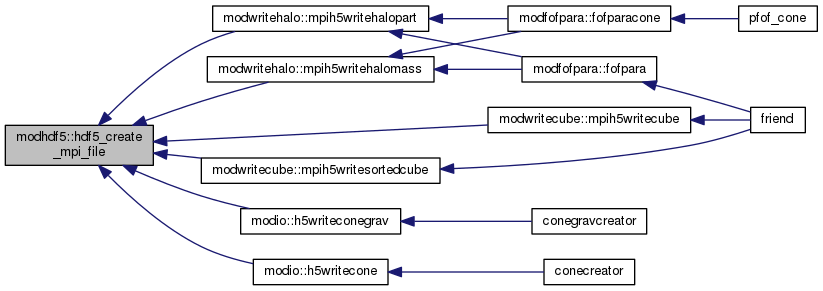 modwritehalo::mpih5writehalopart
modfofpara::fofparacone
pfof_cone
modwritehalo::mpih5writehalomass
modfofpara::fofpara
modhdf5::hdf5_create
_mpi_file
modwritecube::mpih5writecube
friend
modwritecube::mpih5writesortedcube
modio::h5writeconegrav
conegravcreator
modio::h5writecone
conecreator